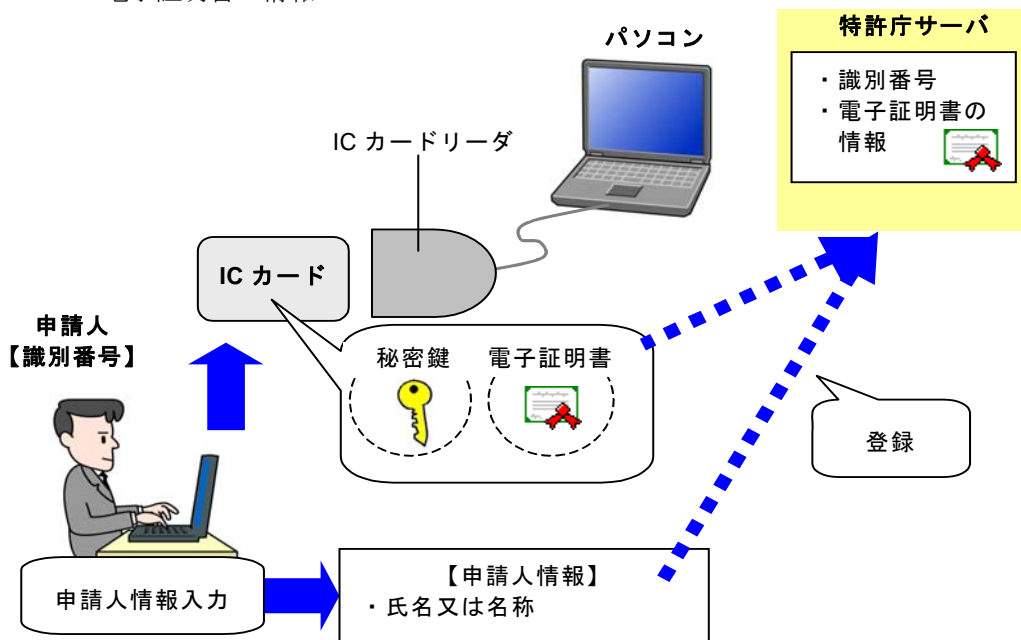 パソコン
特許庁サーバ
・識別番号
・電子証明書の
情報
IC カードリーダ
IC カード
申請人
【識別番号】
秘密鍵 電子証明書
登録
申請人情報入力
【申請人情報】
・氏名又は名称